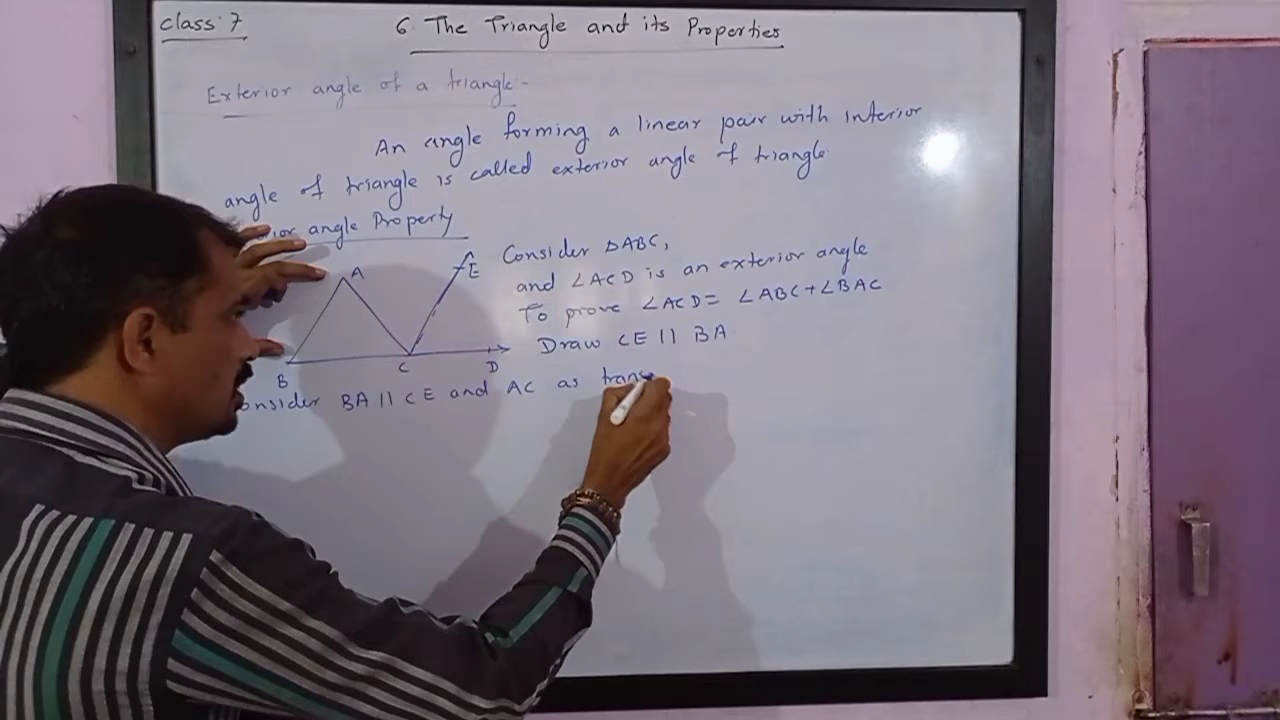 class: 7
6. The Triangle and its Properties
Exterior angle of a triangle:-
An angle forming a linear pair with interior
angle of triangle is called exterior angle of triangle.
angle Property
A
E
B
C
D
Consider ΔABC,
and ∠ACD is an exterior angle
To prove ∠ACD = ∠ABC + ∠BAC
Draw CE || BA
onsider BA || CE and AC as trans